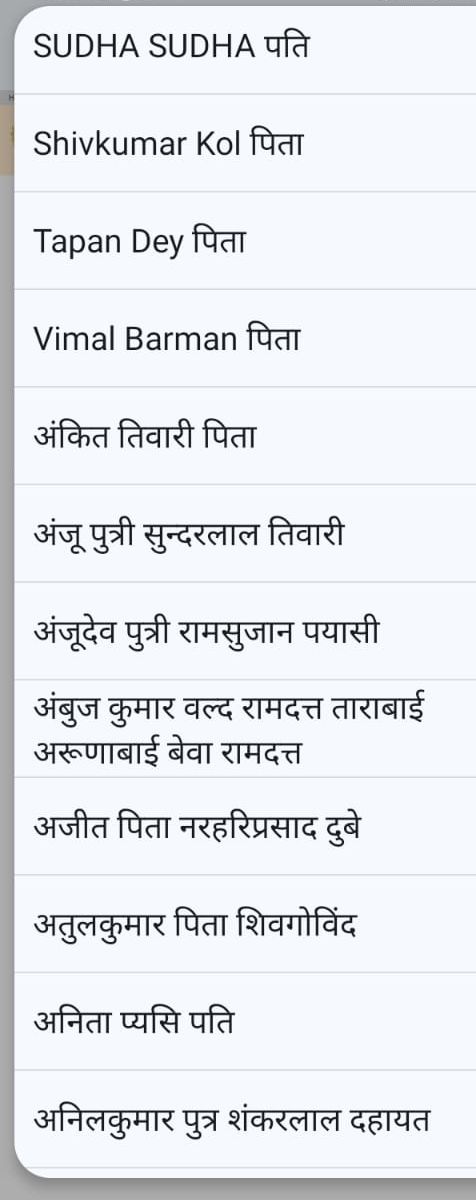 SUDHA SUDHA पति
Shivkumar Kol पिता
Tapan Dey पिता
Vimal Barman पिता
अंकित तिवारी पिता
अंजू पुत्री सुन्दरलाल तिवारी
अंजूदेव पुत्री रामसुजान पयासी
अंबुज कुमार वल्द रामदत्त ताराबाई
अरूणाबाई बेवा रामदत्त
अजीत पिता नरहरिप्रसाद दुबे
अतुलकुमार पिता शिवगोविंद
अनिता प्यसि पति
अनिलकुमार पुत्र शंकरलाल दहायत